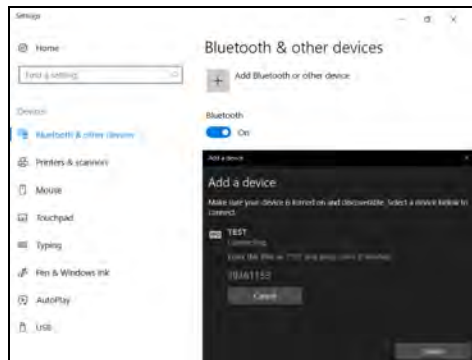 Settings
Home
Find a setting
Devices
Bluetooth & other devices
Printers & scanners
Mouse
Touchpad
Typing
Pen & Windows Ink
AutoPlay
USB
Bluetooth & other devices
Add Bluetooth or other device
Bluetooth
On
Add a device
Add a device
Make sure your device is turned on and discoverable. Select a device below to
connect.
TEST
Connecting
Cancel